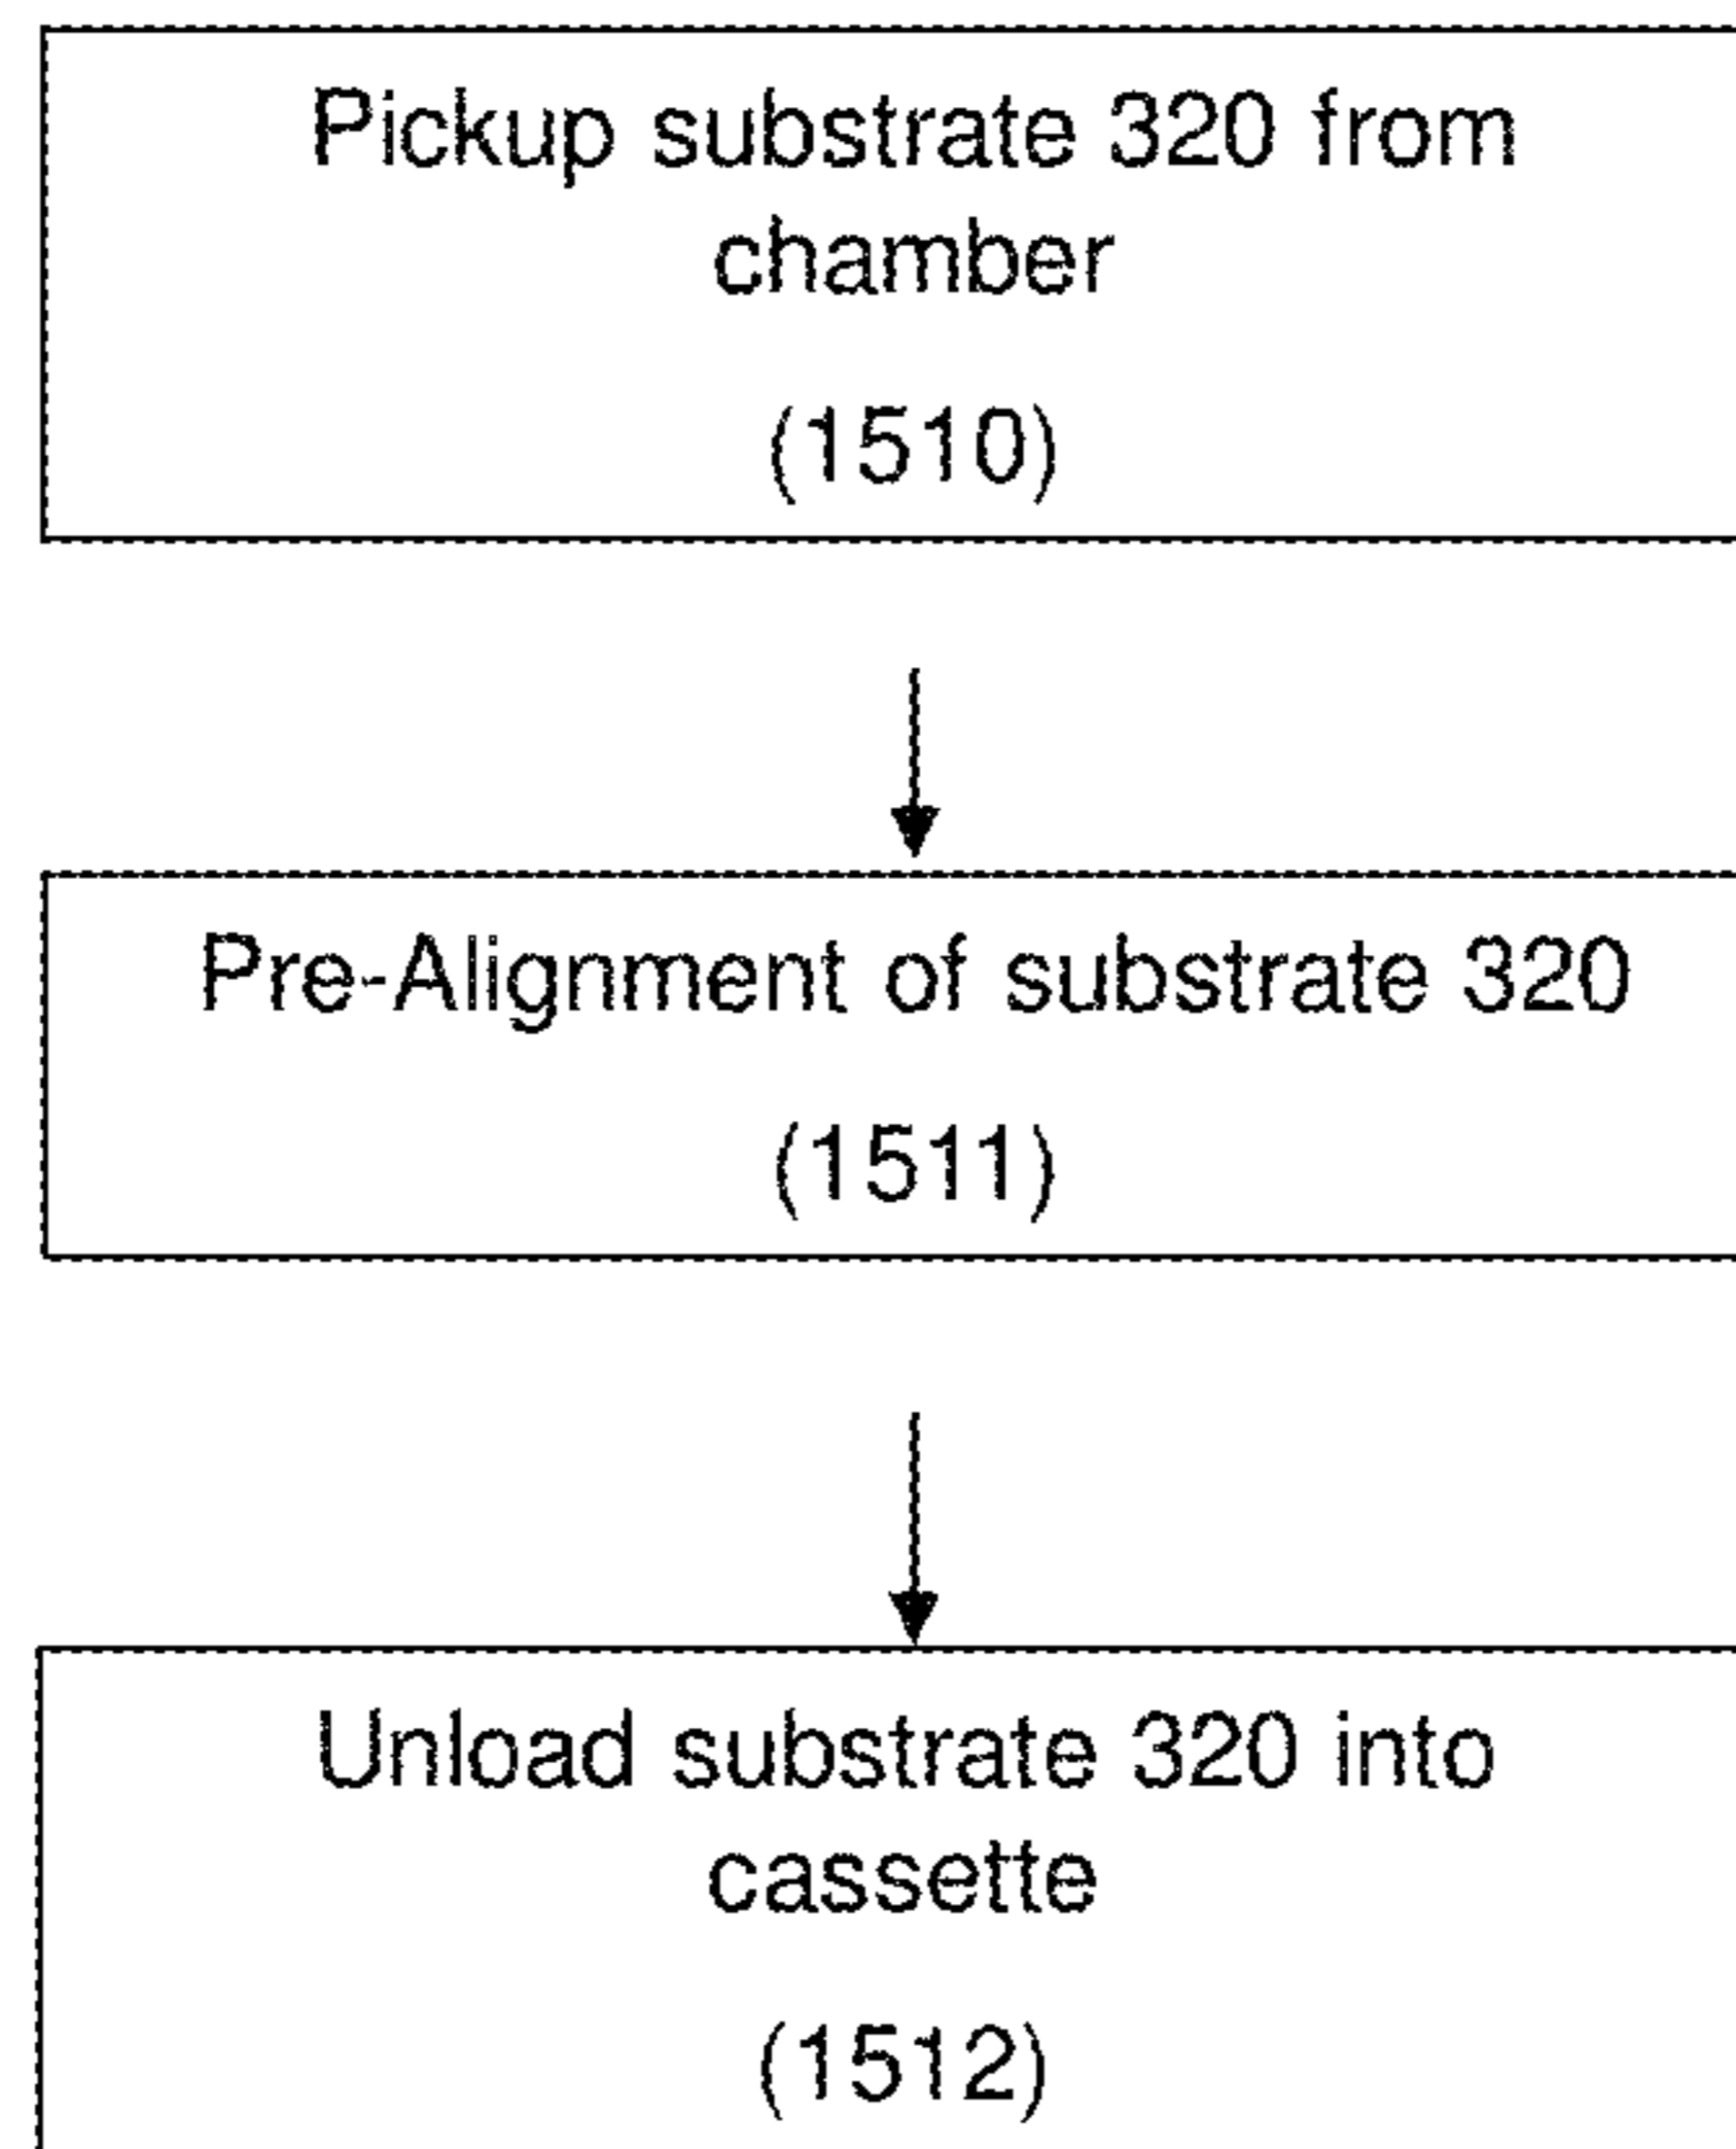 Pickup substrate 320 from
chamber
(1510)
Pre-Alignment of substrate 320
(1511)
Unload substrate 320 into
cassette
(1512)